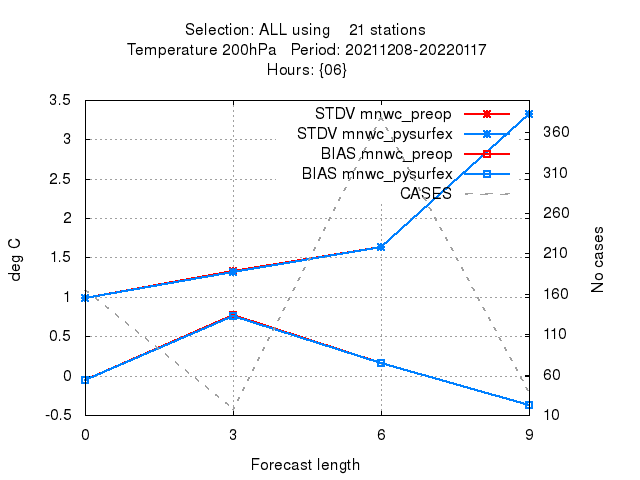 Selection: ALL using    21 stations
Temperature 200hPa   Period: 20211208-20220117
Hours: {06}
STDV mnwc_preop
STDV mnwc_pysurfex
BIAS mnwc_preop
BIAS mnwc_pysurfex
CASES
3.5
3
2.5
2
1.5
1
0.5
0
-0.5
deg C
360
310
260
210
160
110
60
10
No cases
0 3 6 9
Forecast length